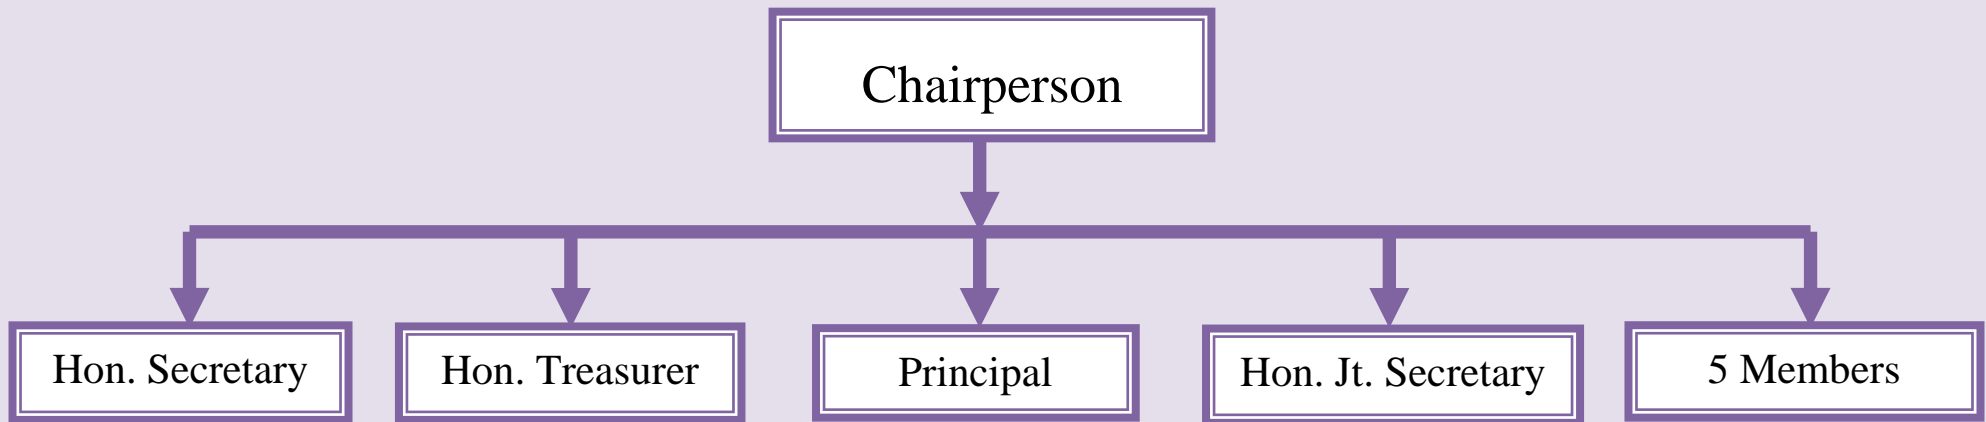 Chairperson
Hon. Secretary
Hon. Treasurer
Principal
Hon. Jt. Secretary
5 Members